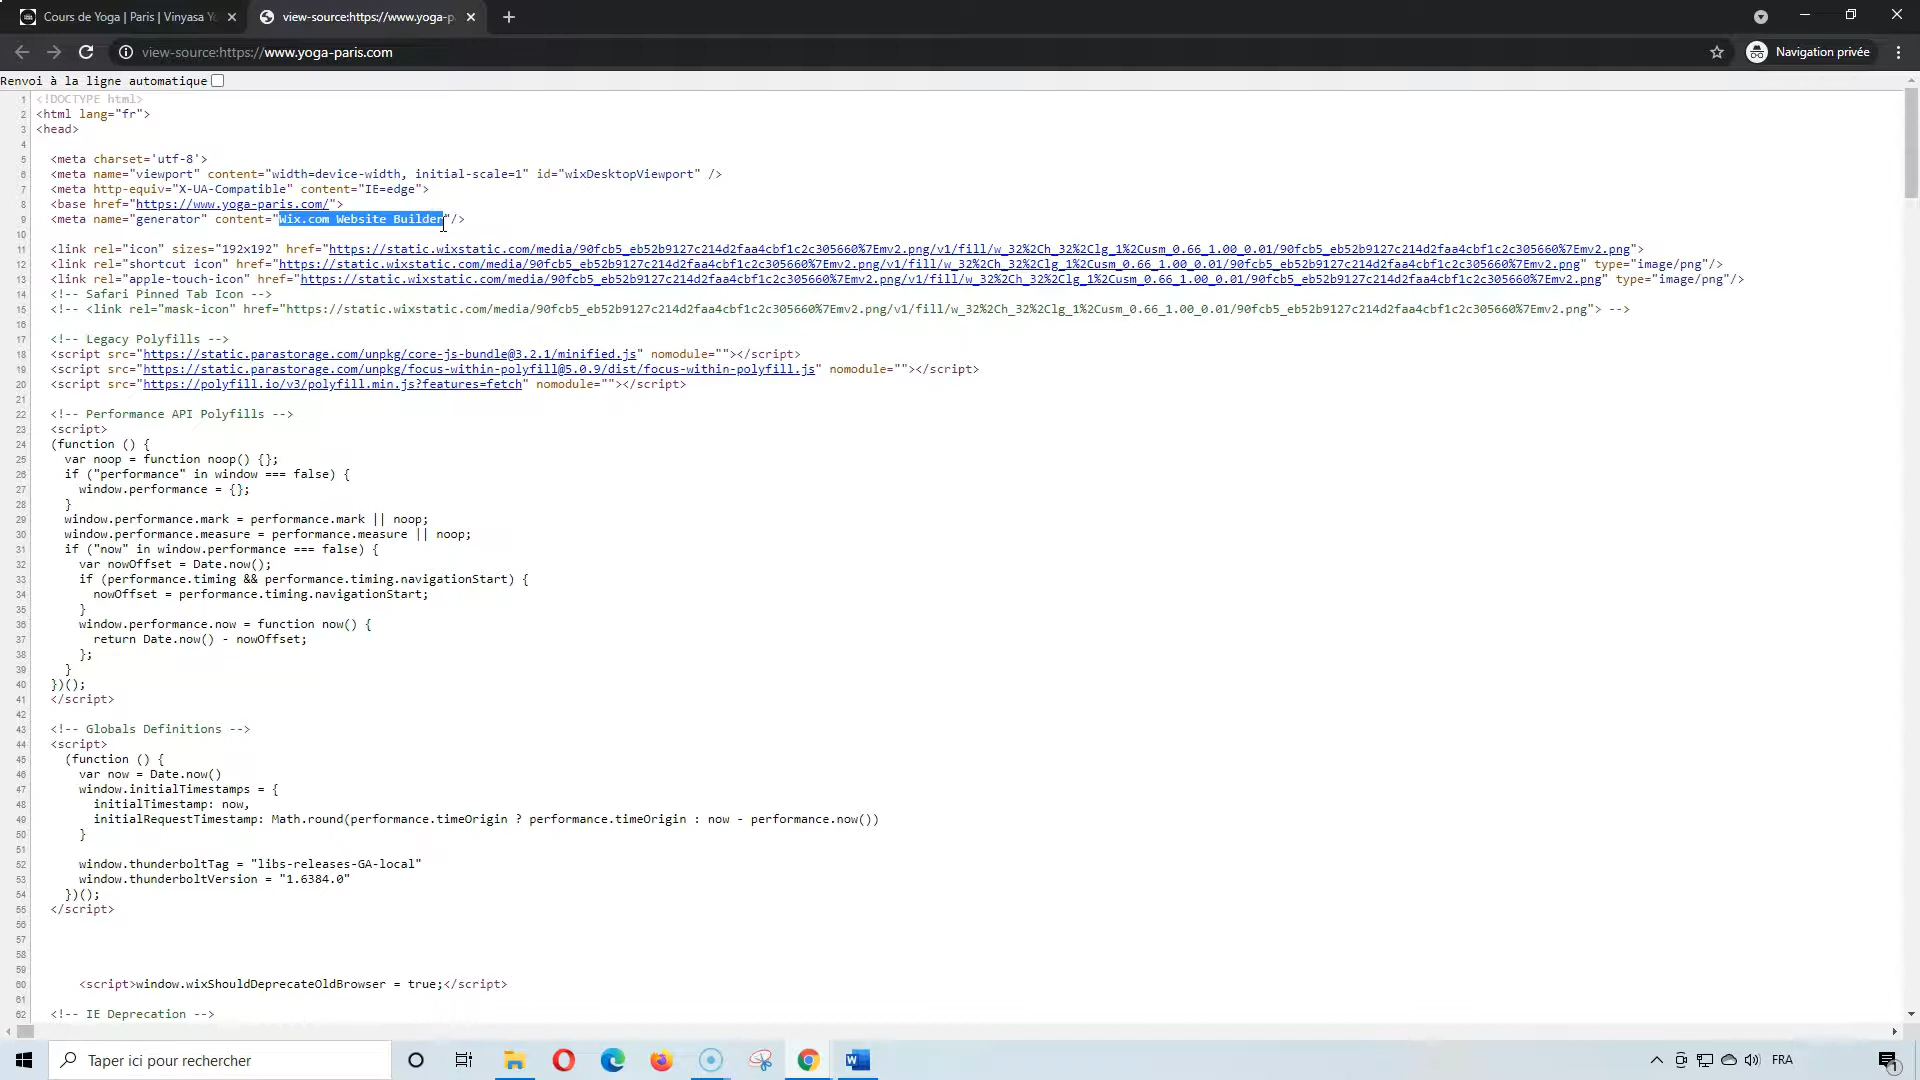 Cours de Yoga | Paris | Vinyasa Yo
view-source:https://www.yoga-p
view-source:https://www.yoga-paris.com
Navigation privée
Renvoi à la ligne automatique
1 <!DOCTYPE html>
2 <html lang="fr">
3 <head>
4
5 <meta charset='utf-8'>
6 <meta name="viewport" content="width=device-width, initial-scale=1" id="wixDesktopViewport" />
7 <meta http-equiv="X-UA-Compatible" content="IE=edge">
8 <base href="https://www.yoga-paris.com/">
9 <meta name="generator" content="Wix.com Website Builder"/>
10
11 <link rel="icon" sizes="192x192" href="https://static.wixstatic.com/media/90fcb5_eb52b9127c214d2faa4cbf1c2c305660%7Emv2.png/v1/fill/w_32%2Ch_32%2Clg_1%2Cusm_0.66_1.00_0.01/90fcb5_eb52b9127c214d2faa4cbf1c2c305660%7Emv2.png">
12 <link rel="shortcut icon" href="https://static.wixstatic.com/media/90fcb5_eb52b9127c214d2faa4cbf1c2c305660%7Emv2.png/v1/fill/w_32%2Ch_32%2Clg_1%2Cusm_0.66_1.00_0.01/90fcb5_eb52b9127c214d2faa4cbf1c2c305660%7Emv2.png" type="image/png"/>
13 <link rel="apple-touch-icon" href="https://static.wixstatic.com/media/90fcb5_eb52b9127c214d2faa4cbf1c2c305660%7Emv2.png/v1/fill/w_32%2Ch_32%2Clg_1%2Cusm_0.66_1.00_0.01/90fcb5_eb52b9127c214d2faa4cbf1c2c305660%7Emv2.png" type="image/png"/>
14 <!-- Safari Pinned Tab Icon -->
15 <!-- <link rel="mask-icon" href="https://static.wixstatic.com/media/90fcb5_eb52b9127c214d2faa4cbf1c2c305660%7Emv2.png/v1/fill/w_32%2Ch_32%2Clg_1%2Cusm_0.66_1.00_0.01/90fcb5_eb52b9127c214d2faa4cbf1c2c305660%7Emv2.png"> -->
16
17 <!-- Legacy Polyfills -->
18 <script src="https://static.parastorage.com/unpkg/core-js-bundle@3.2.1/minified.js" nomodule=""></script>
19 <script src="https://static.parastorage.com/unpkg/focus-within-polyfill@5.0.9/dist/focus-within-polyfill.js" nomodule=""></script>
20 <script src="https://polyfill.io/v3/polyfill.min.js?features=fetch" nomodule=""></script>
21
22 <!-- Performance API Polyfills -->
23 <script>
24 (function () {
25 var noop = function noop() {};
26 if ("performance" in window === false) {
27 window.performance = {};
28 }
29 window.performance.mark = performance.mark || noop;
30 window.performance.measure = performance.measure || noop;
31 if ("now" in window.performance === false) {
32 var nowOffset = Date.now();
33 if (performance.timing && performance.timing.navigationStart) {
34 nowOffset = performance.timing.navigationStart;
35 }
36 window.performance.now = function now() {
37 return Date.now() - nowOffset;
38 };
39 }
40 })();
41 </script>
42
43 <!-- Globals Definitions -->
44 <script>
45 (function () {
46 var now = Date.now()
47 window.initialTimestamps = {
48 initialTimestamp: now,
49 initialRequestTimestamp: Math.round(performance.timeOrigin ? performance.timeOrigin : now - performance.now())
50 }
51
52 window.thunderboltTag = "libs-releases-GA-local"
53 window.thunderboltVersion = "1.6384.0"
54 })();
55 </script>
56
57
58
59
60 <script>window.wixShouldDeprecateOldBrowser = true;</script>
61
62 <!-- IE Deprecation -->
Taper ici pour rechercher
FRA
1